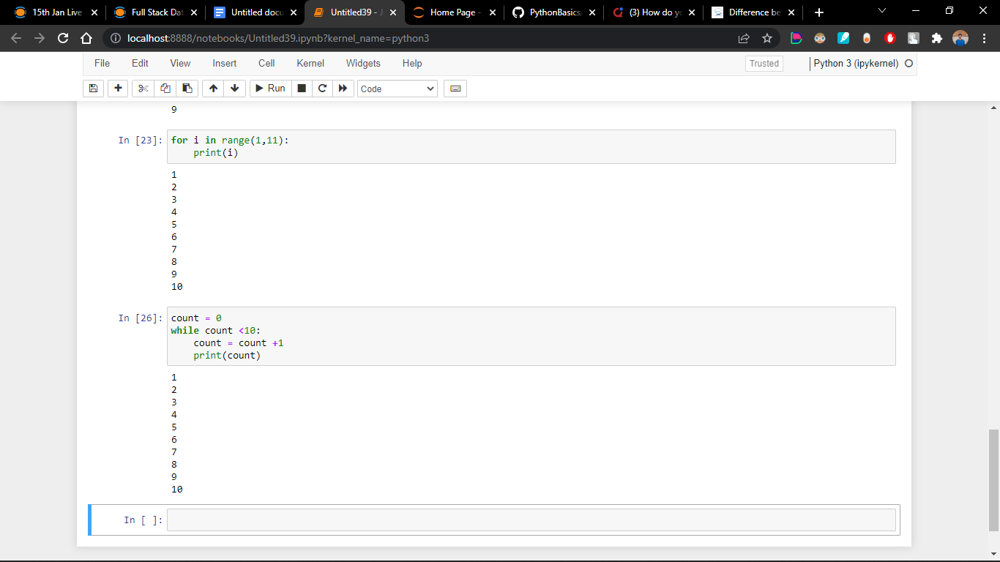 15th Jan Live
Full Stack Dat
Untitled docu
Untitled39 - J
Home Page -
PythonBasics/
(3) How do yo
Difference be
localhost:8888/notebooks/Untitled39.ipynb?kernel_name=python3
File Edit View Insert Cell Kernel Widgets Help
Trusted
Python 3 (ipykernel)
Run
Code
9
In [23]:
for i in range(1,11):
    print(i)
1
2
3
4
5
6
7
8
9
10
In [26]:
count = 0
while count <10:
    count = count +1
    print(count)
1
2
3
4
5
6
7
8
9
10
In [ ]: